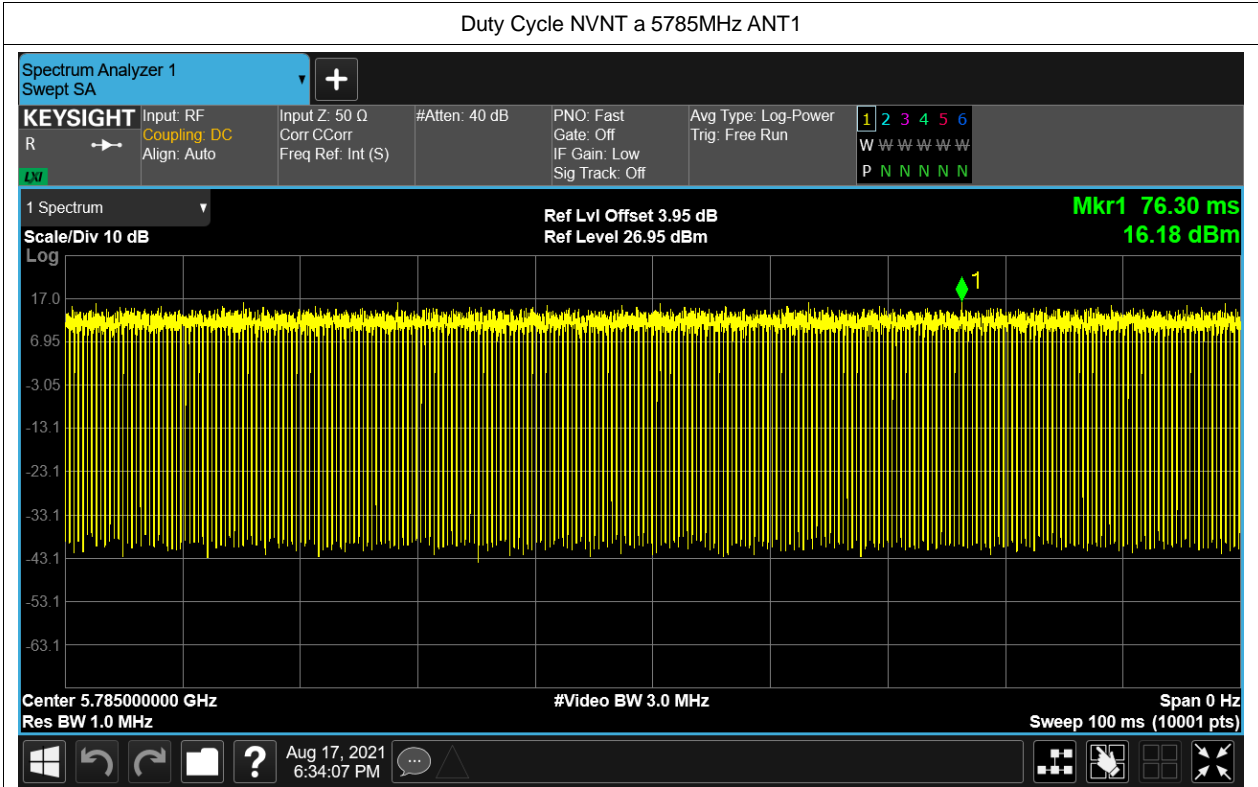 Duty Cycle NVNT a 5785MHz ANT1
Spectrum Analyzer 1
Swept SA
KEYSIGHT
R
LXI
Input: RF
Coupling: DC
Align: Auto
Input Z: 50 Ω
Corr CCorr
Freq Ref: Int (S)
#Atten: 40 dB
PNO: Fast
Gate: Off
IF Gain: Low
Sig Track: Off
Avg Type: Log-Power
Trig: Free Run
1 2 3 4 5 6
W W W W W W
P N N N N N
1 Spectrum
Scale/Div 10 dB
Log
Ref Lvl Offset 3.95 dB
Ref Level 26.95 dBm
Mkr1 76.30 ms
16.18 dBm
1
17.0
6.95
-3.05
-13.1
-23.1
-33.1
-43.1
-53.1
-63.1
Center 5.785000000 GHz
Res BW 1.0 MHz
#Video BW 3.0 MHz
Span 0 Hz
Sweep 100 ms (10001 pts)
?
Aug 17, 2021
6:34:07 PM